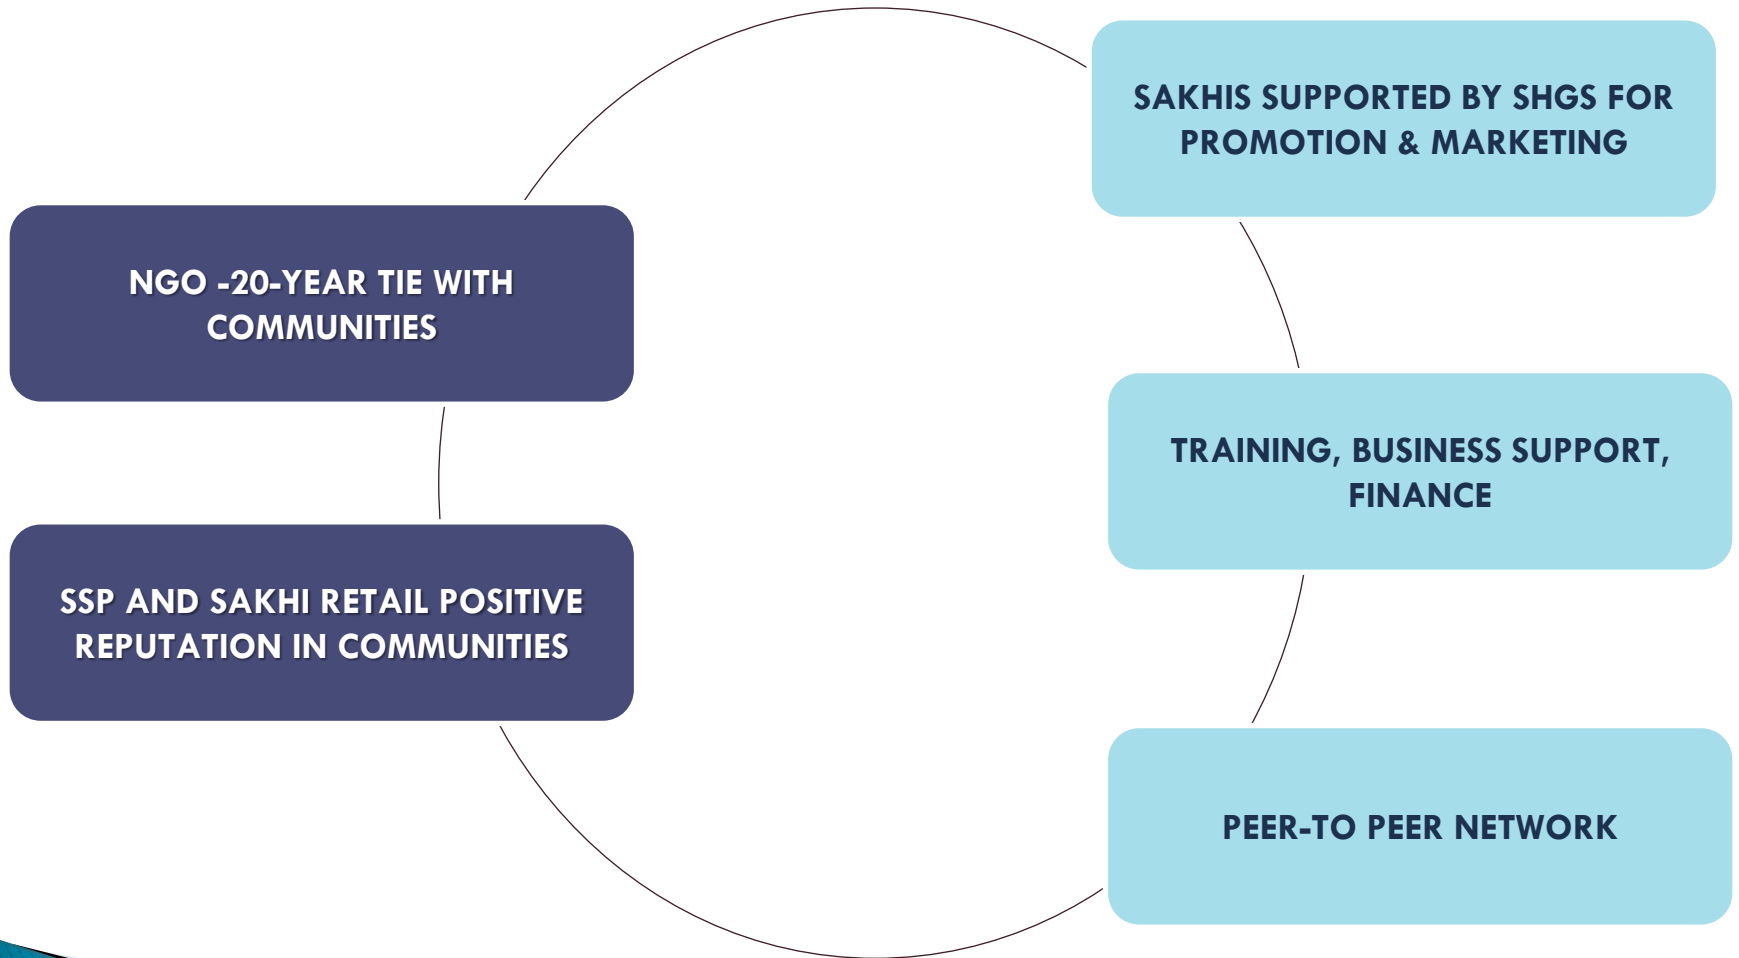 NGO -20-YEAR TIE WITH
COMMUNITIES
SSP AND SAKHI RETAIL POSITIVE
REPUTATION IN COMMUNITIES
SAKHIS SUPPORTED BY SHGS FOR
PROMOTION & MARKETING
TRAINING, BUSINESS SUPPORT,
FINANCE
PEER-TO PEER NETWORK